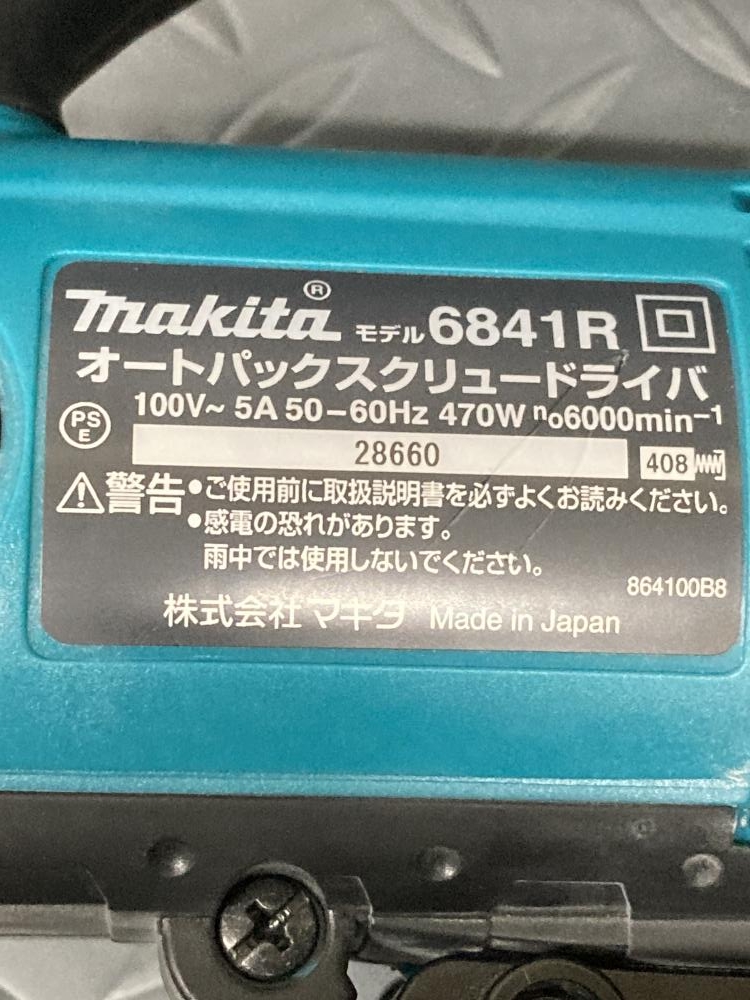 makita® モデル 6841R
オートパックスクリュードライバ
PS E 100V~ 5A 50-60Hz 470W n₀6000min⁻¹
28660 408
⚠警告•ご使用前に取扱説明書を必ずよくお読みください。
•感電の恐れがあります。
雨中では使用しないでください。
864100B8
株式会社 マキタ Made in Japan